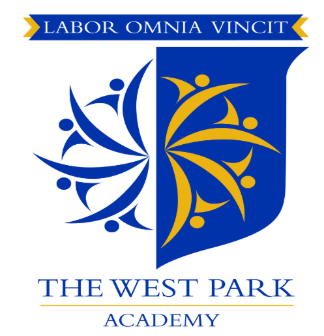 LABOR OMNIA VINCIT
THE WEST PARK
ACADEMY